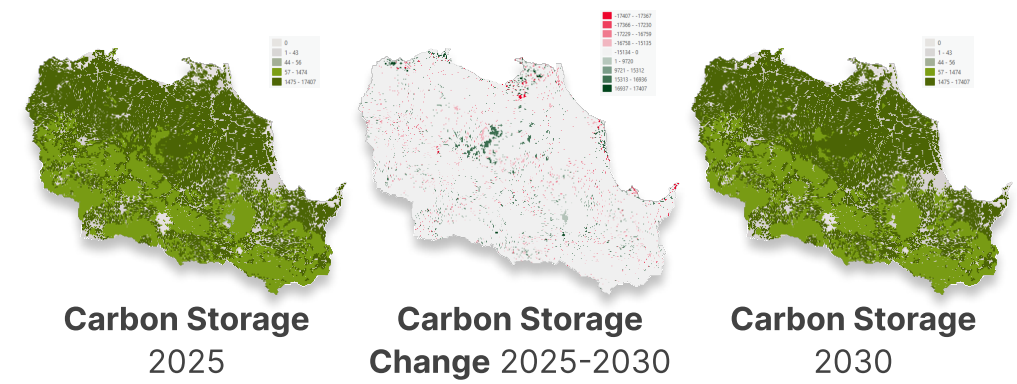 0
1 - 43
44 - 56
57 - 1474
1475 - 17407
-17407 - -17367
-17366 - -17230
-17229 - -16759
-16758 - -15135
-15134 - 0
1 - 9720
9721 - 15312
15313 - 16936
16937 - 17407
0
1 - 43
44 - 56
57 - 1474
1475 - 17407
Carbon Storage
2025
Carbon Storage
Change 2025-2030
Carbon Storage
2030